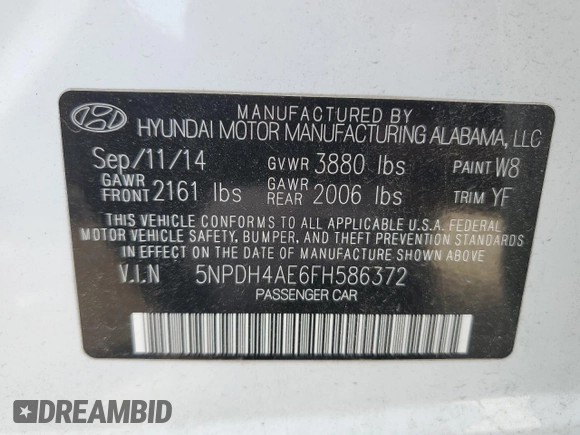 MANUFACTURED BY
HYUNDAI MOTOR MANUFACTURING ALABAMA, LLC
Sep/11/14 GVWR 3880 lbs PAINT W8
GAWR FRONT 2161 lbs GAWR REAR 2006 lbs TRIM YF
THIS VEHICLE CONFORMS TO ALL APPLICABLE U.S.A. FEDERAL
MOTOR VEHICLE SAFETY, BUMPER, AND THEFT PREVENTION STANDARDS
IN EFFECT ON THE DATE OF MANUFACTURE SHOWN ABOVE.
V.I.N 5NPDH4AE6FH586372
PASSENGER CAR
DREAMBID